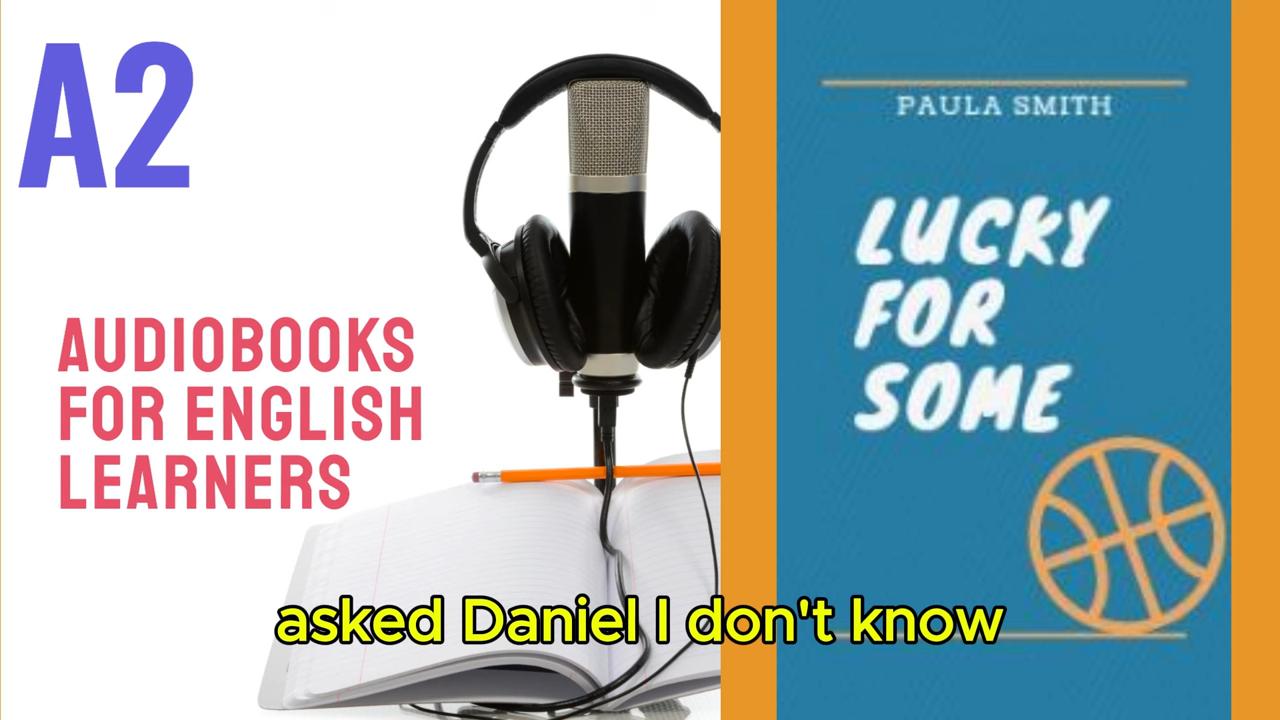 A2
AUDIOBOOKS
FOR ENGLISH
LEARNERS
PAULA SMITH
LUCKY
FOR
SOME
asked Daniel I don't know